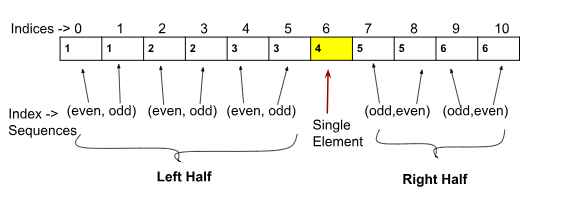 Indices -> 0 1 2 3 4 5 6 7 8 9 10
1 1 2 2 3 3 4 5 5 6 6
Index -> (even, odd) (even, odd) (even, odd) (odd,even) (odd,even)
Sequences
Single
Element
Left Half
Right Half